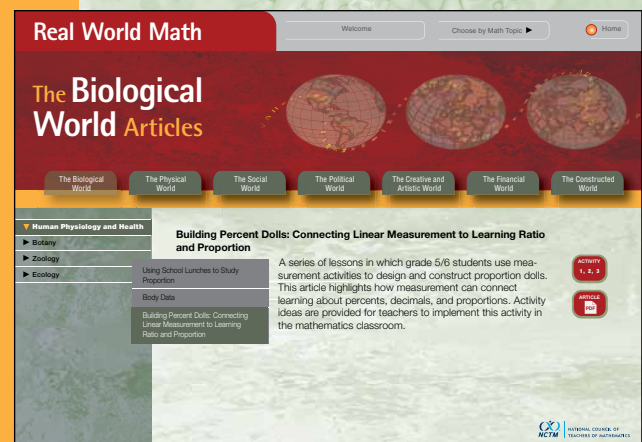 Real World Math
Welcome
Choose by Math Topic ▶
Home
The Biological
World Articles
The Biological
World
The Physical
World
The Social
World
The Political
World
The Creative and
Artistic World
The Financial
World
The Constructed
World
▼ Human Physiology and Health
▶ Botany
▶ Zoology
▶ Ecology
Using School Lunches to Study
Proportion
Body Data
Building Percent Dolls: Connecting
Linear Measurement to Learning
Ratio and Proportion
Building Percent Dolls: Connecting Linear Measurement to Learning Ratio
and Proportion
A series of lessons in which grade 5/6 students use mea-
surement activities to design and construct proportion dolls.
This article highlights how measurement can connect
learning about percents, decimals, and proportions. Activity
ideas are provided for teachers to implement this activity in
the mathematics classroom.
ACTIVITY
1, 2, 3
ARTICLE
PDF
NCTM
NATIONAL COUNCIL OF
TEACHERS OF MATHEMATICS